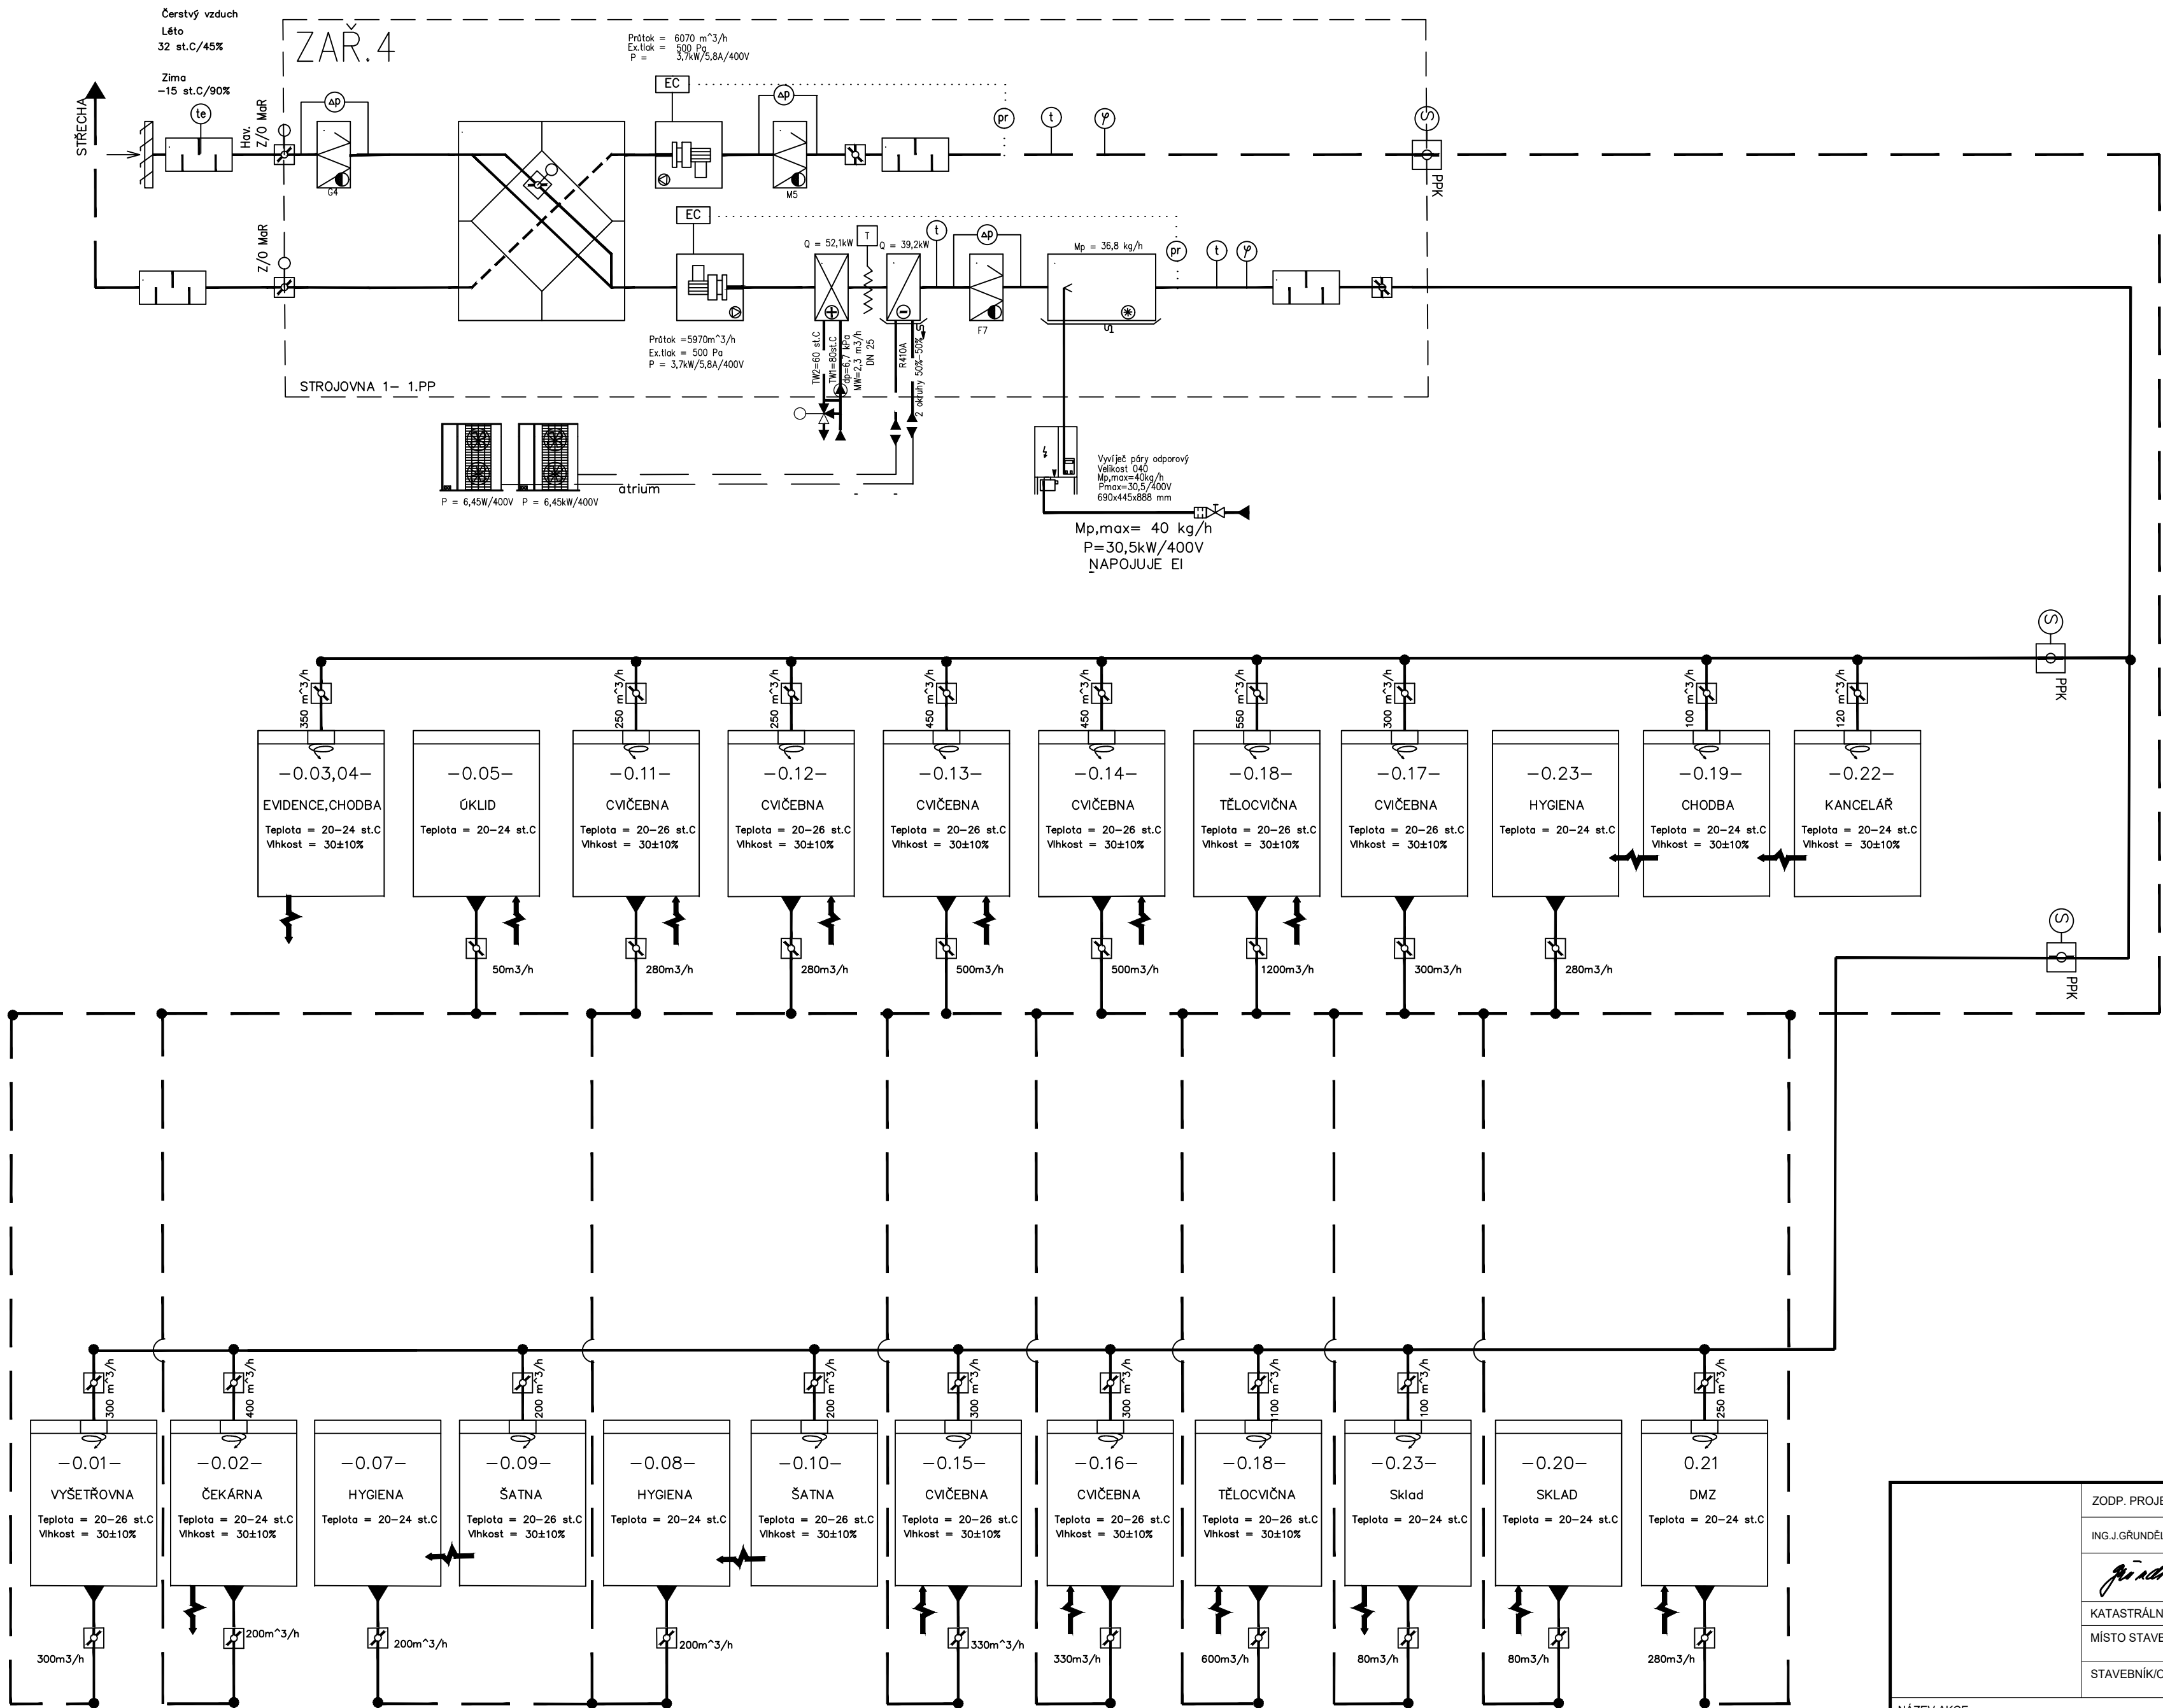 Čerstvý vzduch
Léto
32 st.C/45%
Zima
-15 st.C/90%
te
STŘECHA
Hav.
Z/O MaR
Z/O MaR
ZAŘ.4
Δp
G4
Průtok = 6070 m^3/h
Ex.tlak = 500 Pa
P = 3,7kW/5,8A/400V
EC
Δp
M5
pr
t
φ
S
PPK
EC
Průtok =5970m^3/h
Ex.tlak = 500 Pa
P = 3,7kW/5,8A/400V
Q = 52,1kW
T
Q = 39,2kW
t
Δp
F7
Mp = 36,8 kg/h
pr
t
φ
TW2=60 st.C
TW1=80st.C
dp=6,7 kPa
MW=2,3 m3/h
DN 25
R410A
2 okruhy 50%-50%
STROJOVNA 1- 1.PP
P = 6,45W/400V
P = 6,45kW/400V
atrium
Vyvíječ páry odporový
Velikost 040
Mp,max=40kg/h
Pmax=30,5/400V
690x445x888 mm
Mp,max= 40 kg/h
P=30,5kW/400V
NAPOJUJE El
S
PPK
350 m^3/h
250 m^3/h
250 m^3/h
450 m^3/h
450 m^3/h
550 m^3/h
300 m^3/h
100 m^3/h
120 m^3/h
-0.03,04-
EVIDENCE,CHODBA
Teplota = 20-24 st.C
Vlhkost = 30±10%
-0.05-
ÚKLID
Teplota = 20-24 st.C
50m3/h
-0.11-
CVIČEBNA
Teplota = 20-26 st.C
Vlhkost = 30±10%
280m3/h
-0.12-
CVIČEBNA
Teplota = 20-26 st.C
Vlhkost = 30±10%
280m3/h
-0.13-
CVIČEBNA
Teplota = 20-26 st.C
Vlhkost = 30±10%
500m3/h
-0.14-
CVIČEBNA
Teplota = 20-26 st.C
Vlhkost = 30±10%
500m3/h
-0.18-
TĚLOCVIČNA
Teplota = 20-26 st.C
Vlhkost = 30±10%
1200m3/h
-0.17-
CVIČEBNA
Teplota = 20-26 st.C
Vlhkost = 30±10%
300m3/h
-0.23-
HYGIENA
Teplota = 20-24 st.C
280m3/h
-0.19-
CHODBA
Teplota = 20-24 st.C
Vlhkost = 30±10%
-0.22-
KANCELÁŘ
Teplota = 20-24 st.C
Vlhkost = 30±10%
S
PPK
300 m^3/h
400 m^3/h
200 m^3/h
200 m^3/h
300 m^3/h
300 m^3/h
1100 m^3/h
100 m^3/h
250 m^3/h
-0.01-
VYŠETŘOVNA
Teplota = 20-26 st.C
Vlhkost = 30±10%
300m3/h
-0.02-
ČEKÁRNA
Teplota = 20-24 st.C
Vlhkost = 30±10%
200m^3/h
-0.07-
HYGIENA
Teplota = 20-24 st.C
200m^3/h
-0.09-
ŠATNA
Teplota = 20-26 st.C
Vlhkost = 30±10%
-0.08-
HYGIENA
Teplota = 20-24 st.C
200m^3/h
-0.10-
ŠATNA
Teplota = 20-26 st.C
Vlhkost = 30±10%
-0.15-
CVIČEBNA
Teplota = 20-26 st.C
Vlhkost = 30±10%
330m^3/h
-0.16-
CVIČEBNA
Teplota = 20-26 st.C
Vlhkost = 30±10%
330m3/h
-0.18-
TĚLOCVIČNA
Teplota = 20-26 st.C
Vlhkost = 30±10%
600m3/h
-0.23-
Sklad
Teplota = 20-24 st.C
80m3/h
-0.20-
SKLAD
Teplota = 20-24 st.C
80m3/h
0.21
DMZ
Teplota = 20-24 st.C
280m3/h
ZODP. PROJE
ING.J.GŘUNDĚL
KATASTRÁLN
MÍSTO STAVE
STAVEBNÍK/O
NÁZEV AKCE